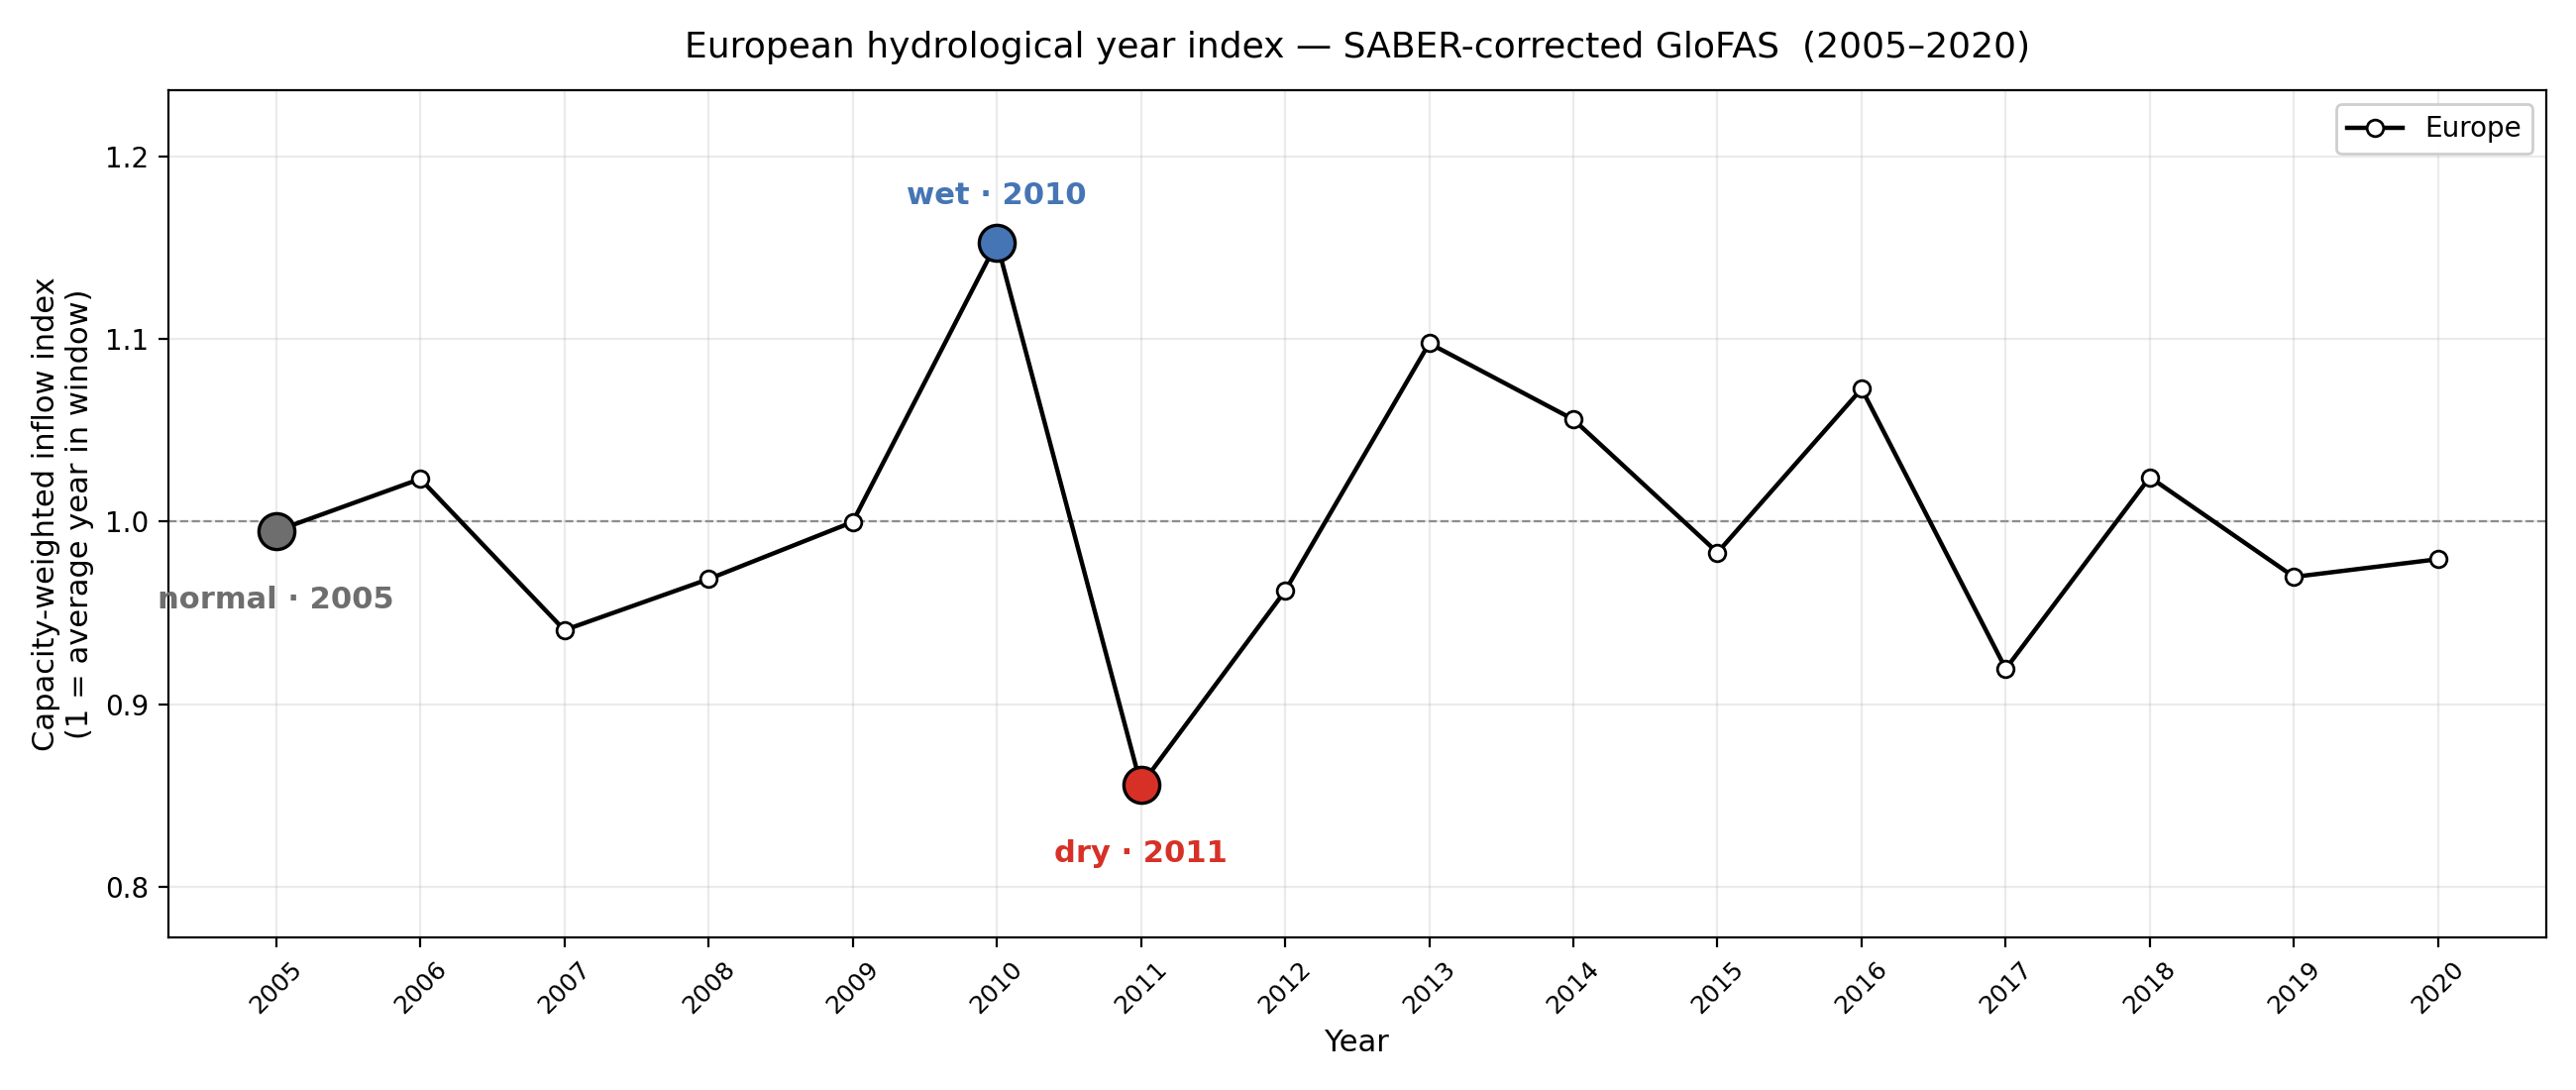 European hydrological year index — SABER-corrected GloFAS (2005–2020)
Capacity-weighted inflow index
(1 = average year in window)
1.2
1.1
1.0
0.9
0.8
Europe
wet · 2010
normal · 2005
dry · 2011
2005
2006
2007
2008
2009
2010
2011
2012
2013
2014
2015
2016
2017
2018
2019
2020
Year